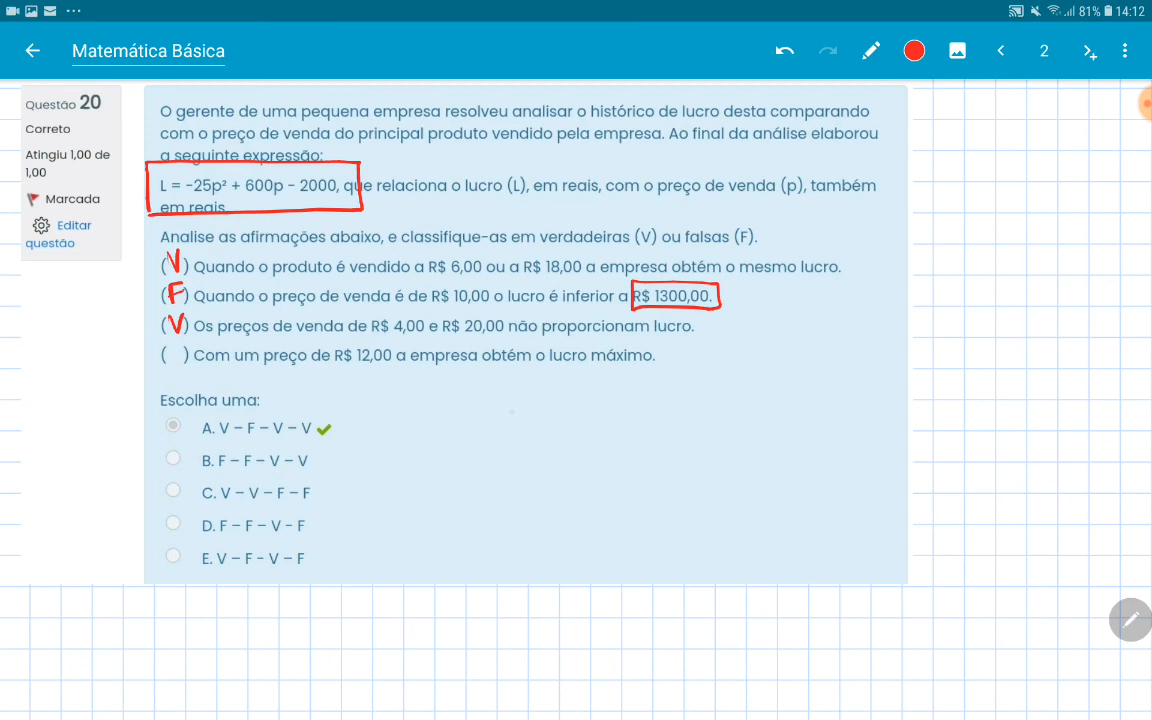 81% 14:12
Matemática Básica
2
Questão 20
Correto
Atingiu 1,00 de
1,00
Marcada
Editar
questão
O gerente de uma pequena empresa resolveu analisar o histórico de lucro desta comparando
com o preço de venda do principal produto vendido pela empresa. Ao final da análise elaborou
a seguinte expressão:
L = -25p² + 600p - 2000, que relaciona o lucro (L), em reais, com o preço de venda (p), também
em reais.
Analise as afirmações abaixo, e classifique-as em verdadeiras (V) ou falsas (F).
(V) Quando o produto é vendido a R$ 6,00 ou a R$ 18,00 a empresa obtém o mesmo lucro.
(F) Quando o preço de venda é de R$ 10,00 o lucro é inferior a R$ 1300,00.
(V) Os preços de venda de R$ 4,00 e R$ 20,00 não proporcionam lucro.
( ) Com um preço de R$ 12,00 a empresa obtém o lucro máximo.
Escolha uma:
A. V – F – V – V
B. F – F – V – V
C. V – V – F – F
D. F – F – V - F
E. V – F - V – F